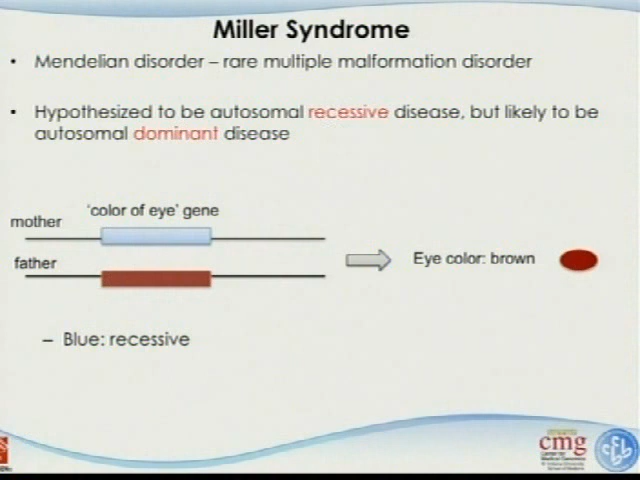 Miller Syndrome
• Mendelian disorder – rare multiple malformation disorder
• Hypothesized to be autosomal recessive disease, but likely to be
autosomal dominant disease
'color of eye' gene
mother
father
Eye color: brown
– Blue: recessive
cmg